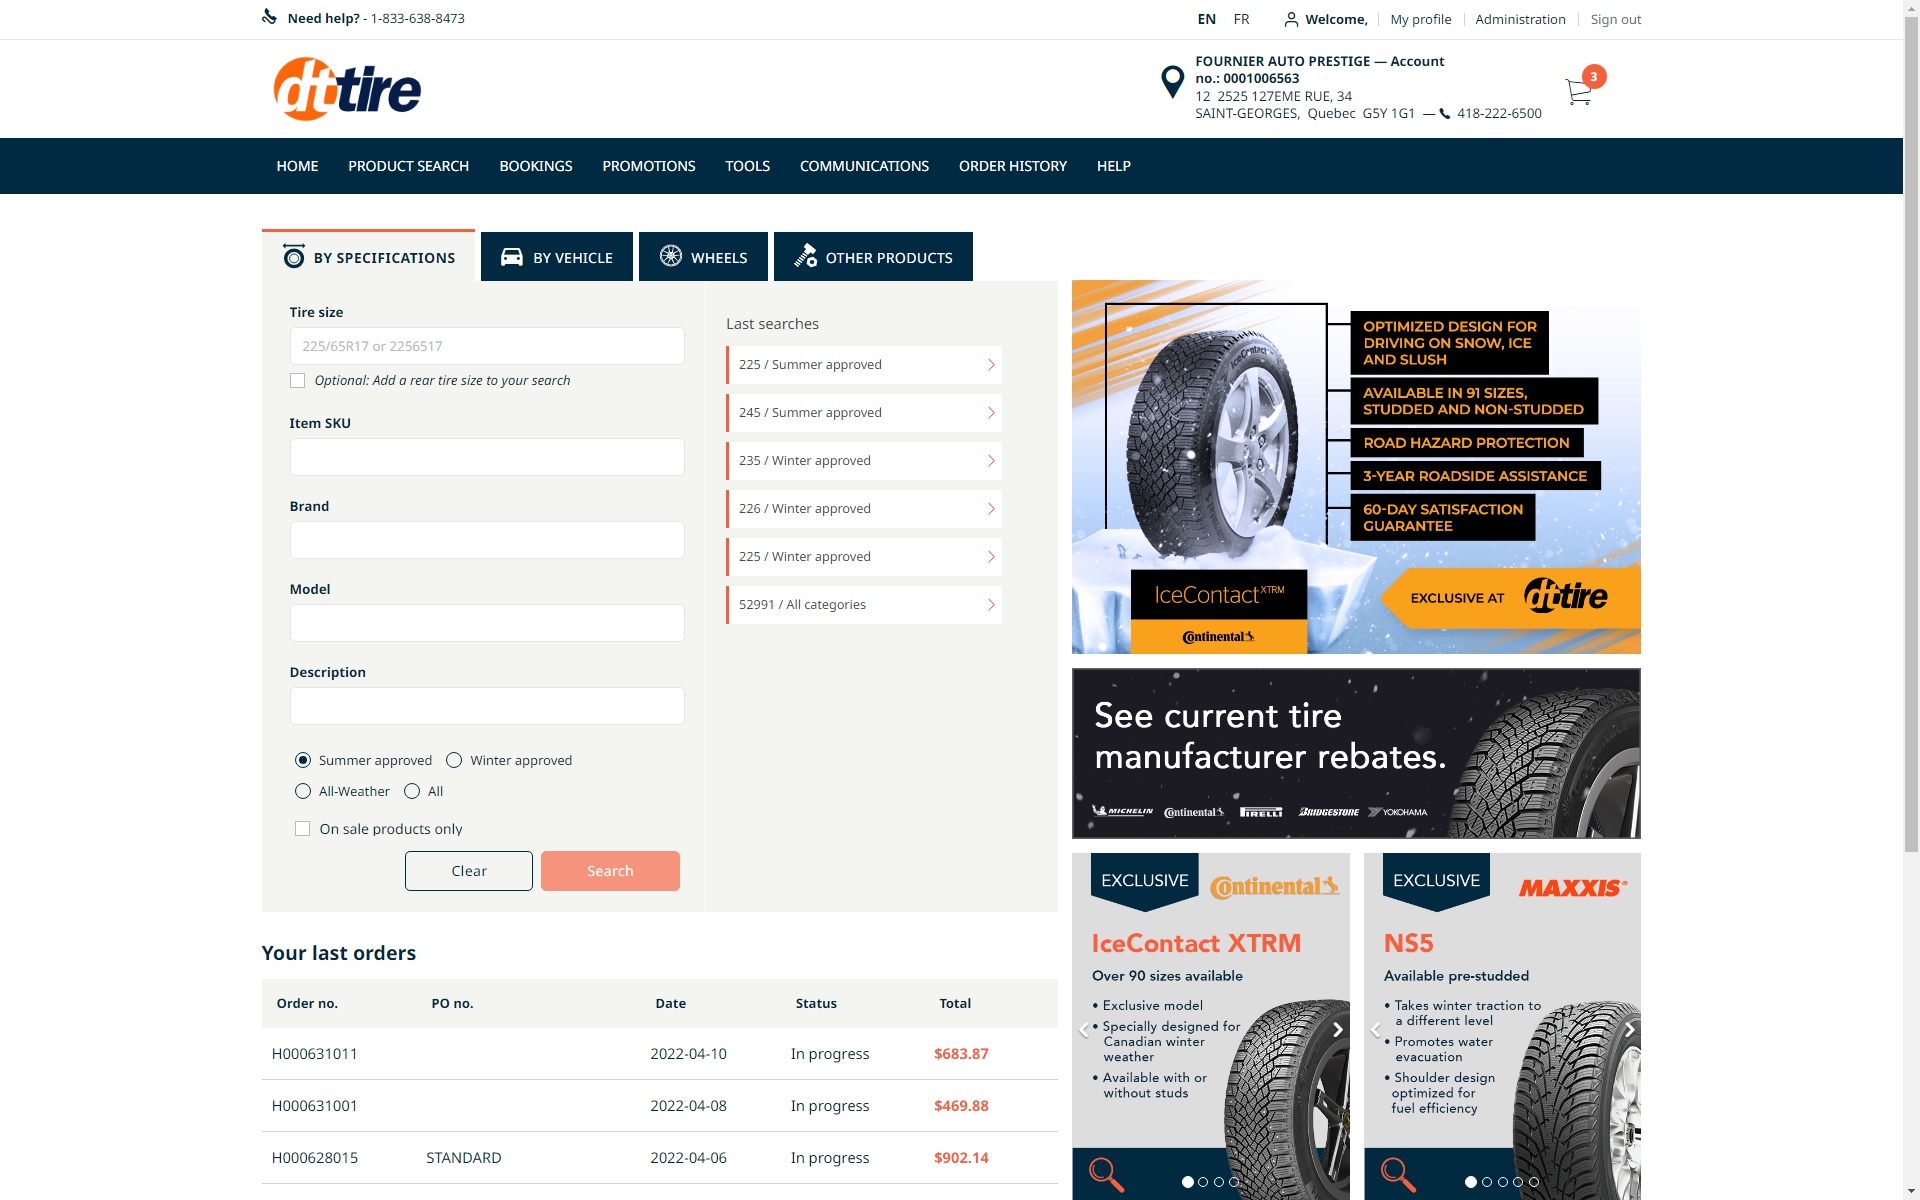 Need help? - 1-833-638-8473
EN FR Welcome, My profile Administration Sign out
dttire
FOURNIER AUTO PRESTIGE — Account
no.: 0001006563
12 2525 127EME RUE, 34
SAINT-GEORGES, Quebec G5Y 1G1 — 418-222-6500
3
HOME PRODUCT SEARCH BOOKINGS PROMOTIONS TOOLS COMMUNICATIONS ORDER HISTORY HELP
BY SPECIFICATIONS BY VEHICLE WHEELS OTHER PRODUCTS
Tire size
225/65R17 or 2256517
Optional: Add a rear tire size to your search
Item SKU
Brand
Model
Description
Summer approved Winter approved
All-Weather All
On sale products only
Clear Search
Last searches
225 / Summer approved
245 / Summer approved
235 / Winter approved
226 / Winter approved
225 / Winter approved
52991 / All categories
IceContact
OPTIMIZED DESIGN FOR
DRIVING ON SNOW, ICE
AND SLUSH
AVAILABLE IN 91 SIZES,
STUDDED AND NON-STUDDED
ROAD HAZARD PROTECTION
3-YEAR ROADSIDE ASSISTANCE
60-DAY SATISFACTION
GUARANTEE
IceContact XTRM
Continental
EXCLUSIVE AT dttire
See current tire
manufacturer rebates.
MICHELIN Continental PIRELLI BRIDGESTONE YOKOHAMA
EXCLUSIVE Continental
IceContact XTRM
Over 90 sizes available
• Exclusive model
• Specially designed for
Canadian winter
weather
• Available with or
without studs
EXCLUSIVE MAXXIS
NS5
Available pre-studded
• Takes winter traction to
a different level
• Promotes water
evacuation
• Shoulder design
optimized for
fuel efficiency
Your last orders
Order no. PO no. Date Status Total
H000631011 2022-04-10 In progress $683.87
H000631001 2022-04-08 In progress $469.88
H000628015 STANDARD 2022-04-06 In progress $902.14